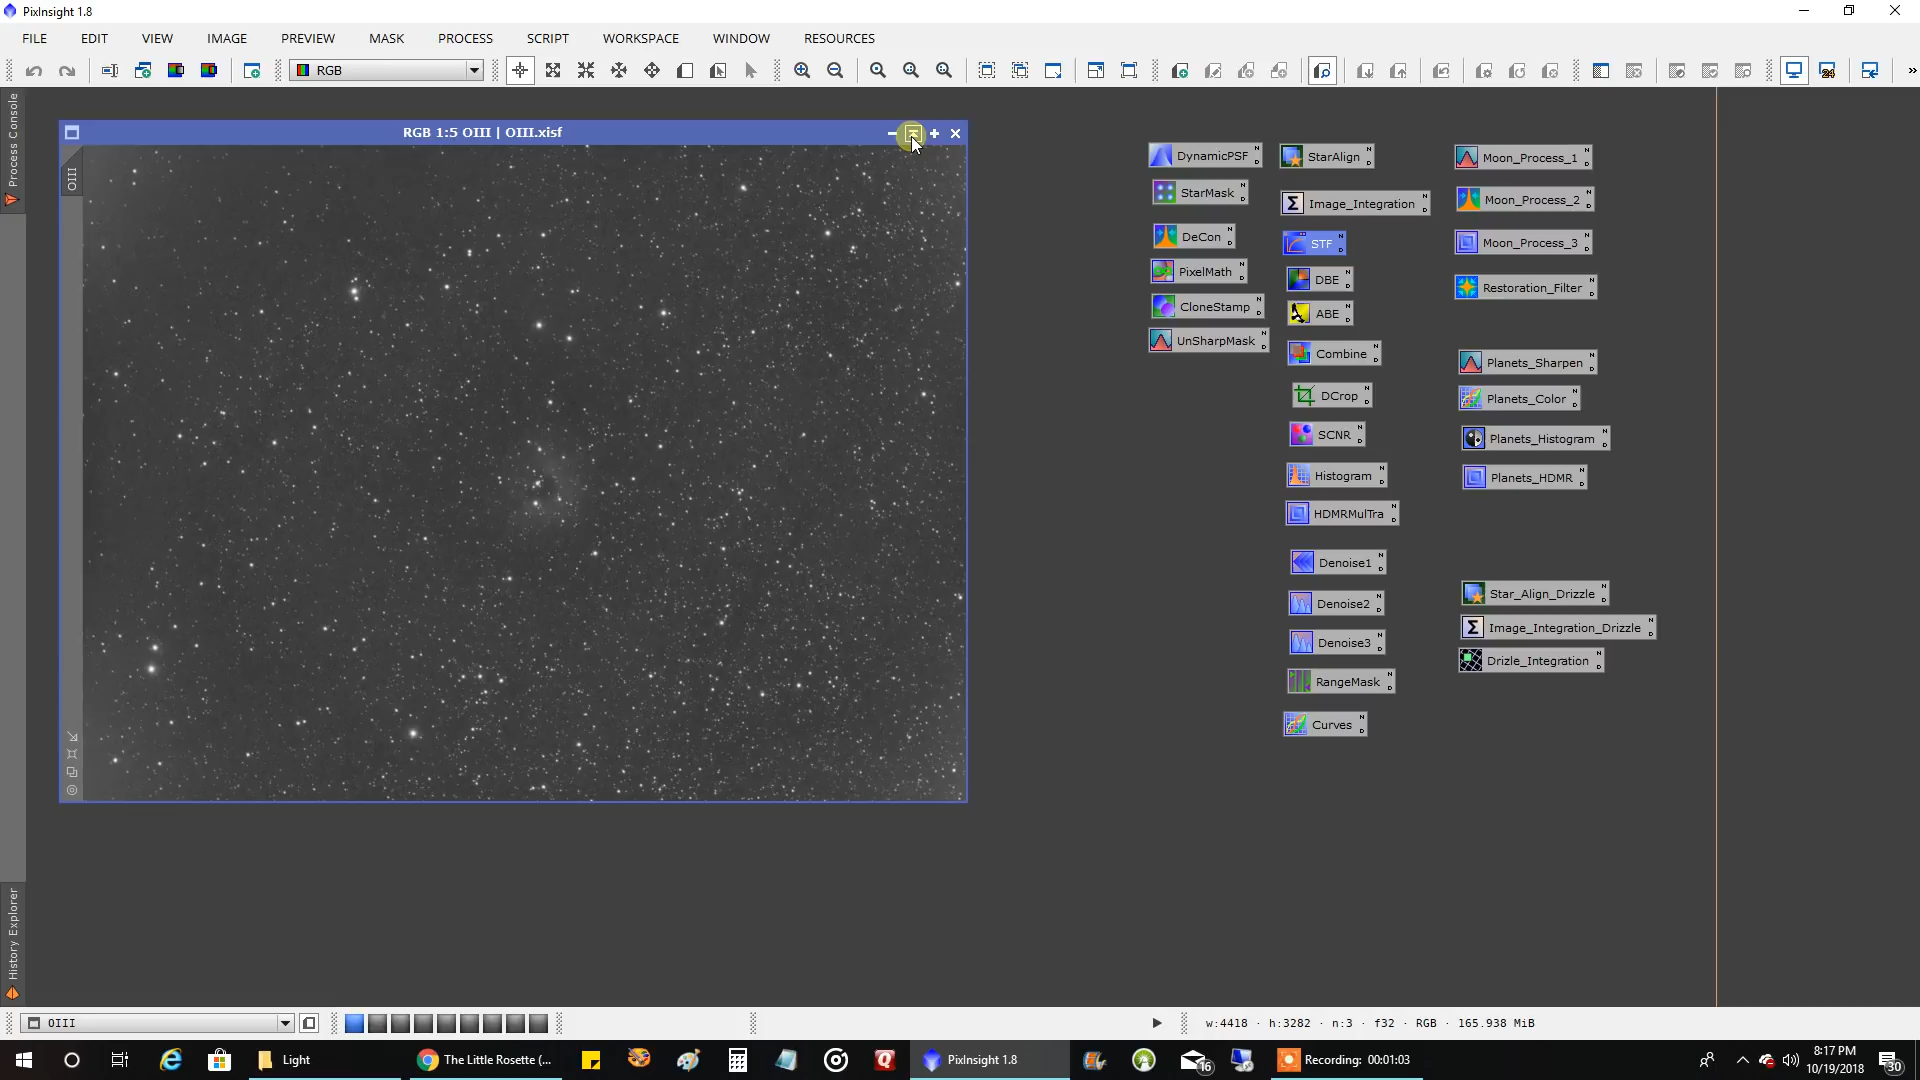 PixInsight 1.8
FILE EDIT VIEW IMAGE PREVIEW MASK PROCESS SCRIPT WORKSPACE WINDOW RESOURCES
RGB
24
»
Process Console
RGB 1:5 OIII | OIII.xisf
OIII
DynamicPSF
StarMask
DeCon
PixelMath
CloneStamp
UnSharpMask
StarAlign
Image_Integration
STF
DBE
ABE
Combine
DCrop
SCNR
Histogram
HDMRMulTra
Denoise1
Denoise2
Denoise3
RangeMask
Curves
Moon_Process_1
Moon_Process_2
Moon_Process_3
Restoration_Filter
Planets_Sharpen
Planets_Color
Planets_Histogram
Planets_HDMR
Star_Align_Drizzle
Image_Integration_Drizzle
Drizle_Integration
History Explorer
OIII
w:4418 · h:3282 · n:3 · f32 · RGB · 165.938 MiB
Light
The Little Rosette (...
PixInsight 1.8
16
Recording: 00:01:03
8:17 PM
10/19/2018
30